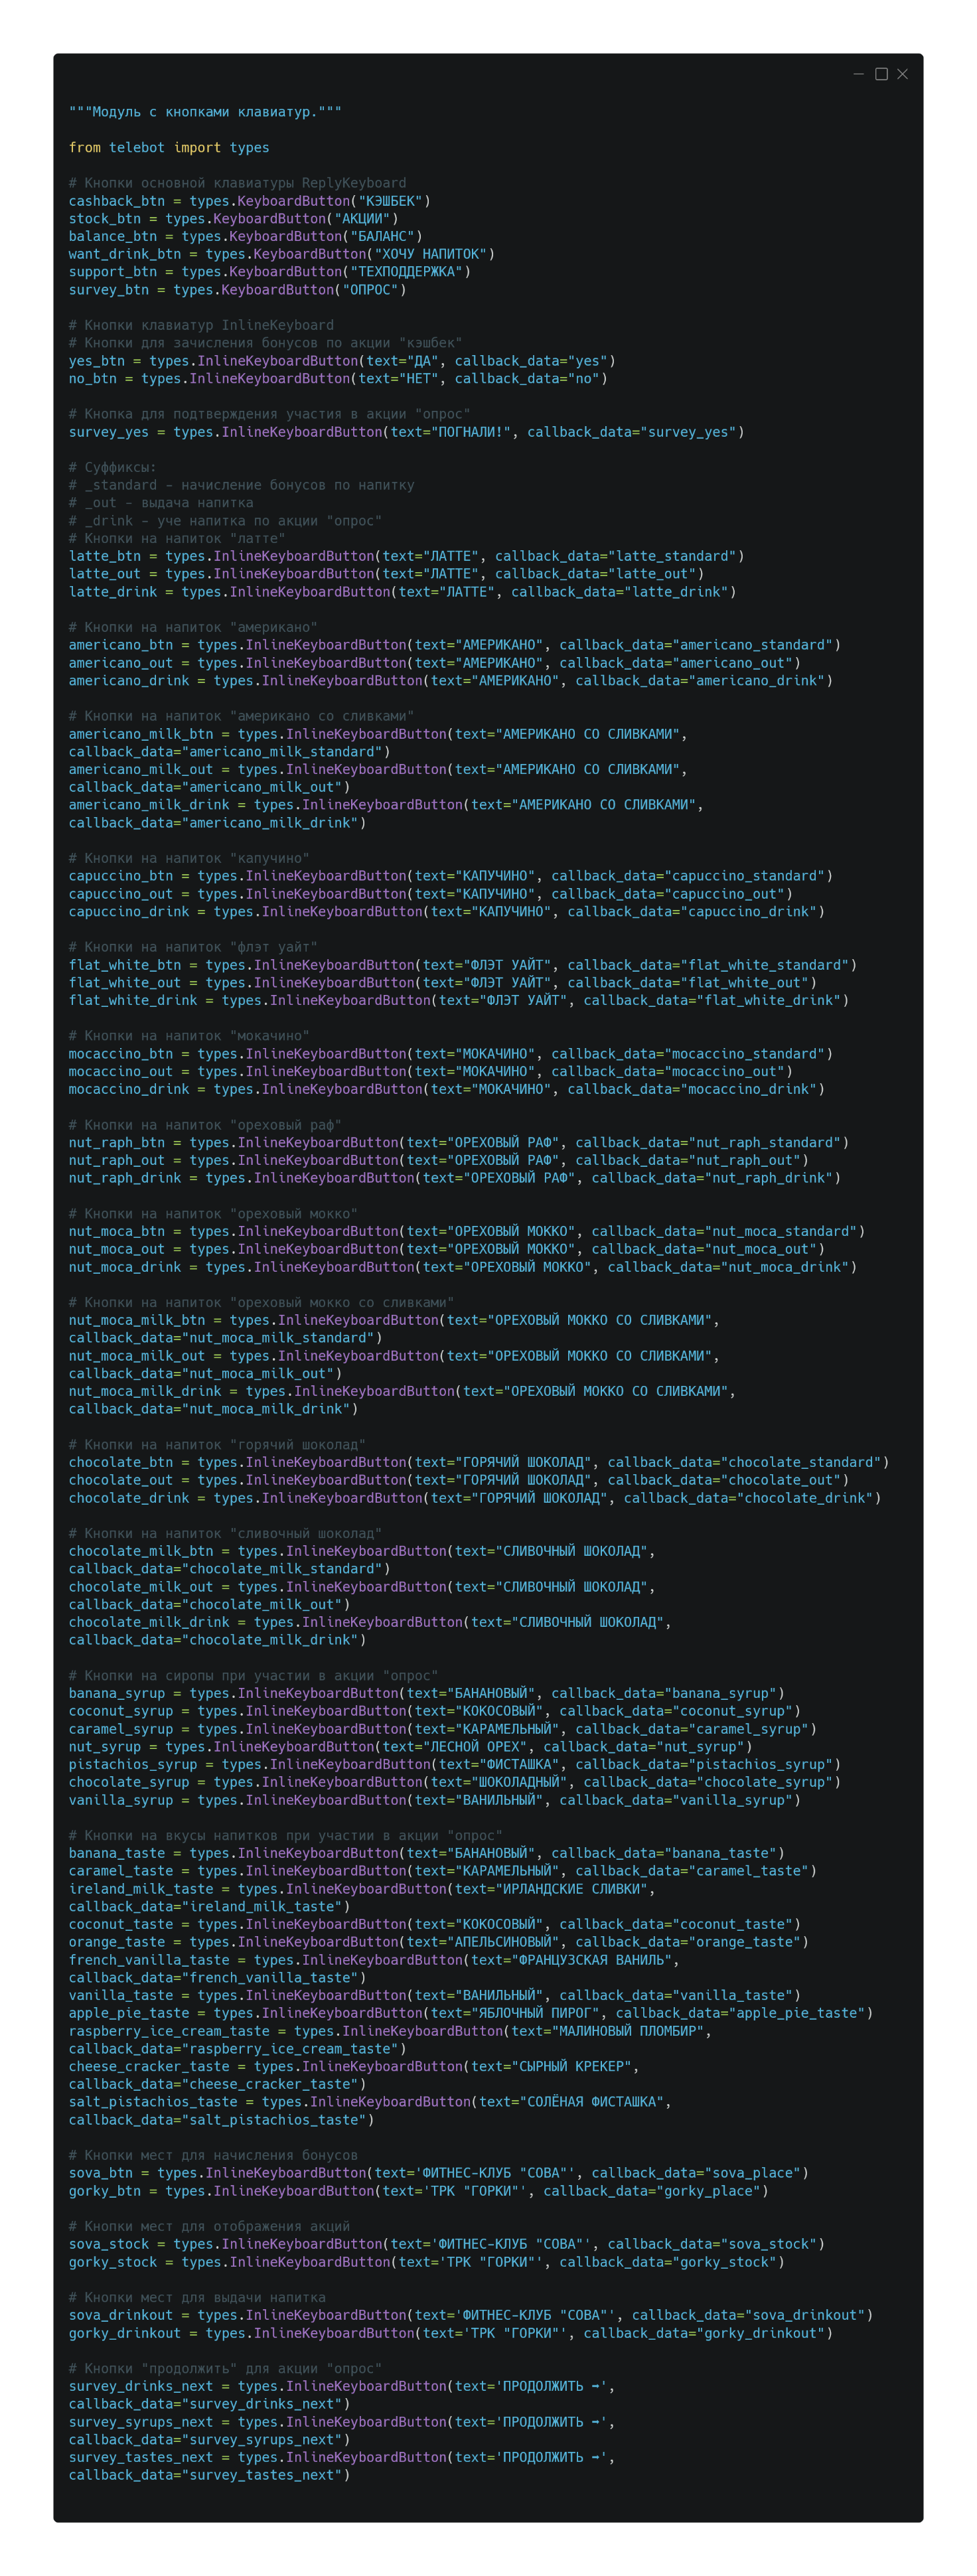 """Модуль с кнопками клавиатур."""
from telebot import types
# Кнопки основной клавиатуры ReplyKeyboard
cashback_btn = types.KeyboardButton("КЭШБЕК")
stock_btn = types.KeyboardButton("АКЦИИ")
balance_btn = types.KeyboardButton("БАЛАНС")
want_drink_btn = types.KeyboardButton("ХОЧУ НАПИТОК")
support_btn = types.KeyboardButton("ТЕХПОДДЕРЖКА")
survey_btn = types.KeyboardButton("ОПРОС")
# Кнопки клавиатур InlineKeyboard
# Кнопки для зачисления бонусов по акции "кэшбек"
yes_btn = types.InlineKeyboardButton(text="ДА", callback_data="yes")
no_btn = types.InlineKeyboardButton(text="НЕТ", callback_data="no")
# Кнопка для подтверждения участия в акции "опрос"
survey_yes = types.InlineKeyboardButton(text="ПОГНАЛИ!", callback_data="survey_yes")
# Суффиксы:
# _standard - начисление бонусов по напитку
# _out - выдача напитка
# _drink - уче напитка по акции "опрос"
# Кнопки на напиток "латте"
latte_btn = types.InlineKeyboardButton(text="ЛАТТЕ", callback_data="latte_standard")
latte_out = types.InlineKeyboardButton(text="ЛАТТЕ", callback_data="latte_out")
latte_drink = types.InlineKeyboardButton(text="ЛАТТЕ", callback_data="latte_drink")
# Кнопки на напиток "американо"
americano_btn = types.InlineKeyboardButton(text="АМЕРИКАНО", callback_data="americano_standard")
americano_out = types.InlineKeyboardButton(text="АМЕРИКАНО", callback_data="americano_out")
americano_drink = types.InlineKeyboardButton(text="АМЕРИКАНО", callback_data="americano_drink")
# Кнопки на напиток "американо со сливками"
americano_milk_btn = types.InlineKeyboardButton(text="АМЕРИКАНО СО СЛИВКАМИ",
callback_data="americano_milk_standard")
americano_milk_out = types.InlineKeyboardButton(text="АМЕРИКАНО СО СЛИВКАМИ",
callback_data="americano_milk_out")
americano_milk_drink = types.InlineKeyboardButton(text="АМЕРИКАНО СО СЛИВКАМИ",
callback_data="americano_milk_drink")
# Кнопки на напиток "капучино"
capuccino_btn = types.InlineKeyboardButton(text="КАПУЧИНО", callback_data="capuccino_standard")
capuccino_out = types.InlineKeyboardButton(text="КАПУЧИНО", callback_data="capuccino_out")
capuccino_drink = types.InlineKeyboardButton(text="КАПУЧИНО", callback_data="capuccino_drink")
# Кнопки на напиток "флэт уайт"
flat_white_btn = types.InlineKeyboardButton(text="ФЛЭТ УАЙТ", callback_data="flat_white_standard")
flat_white_out = types.InlineKeyboardButton(text="ФЛЭТ УАЙТ", callback_data="flat_white_out")
flat_white_drink = types.InlineKeyboardButton(text="ФЛЭТ УАЙТ", callback_data="flat_white_drink")
# Кнопки на напиток "мокачино"
mocaccino_btn = types.InlineKeyboardButton(text="МОКАЧИНО", callback_data="mocaccino_standard")
mocaccino_out = types.InlineKeyboardButton(text="МОКАЧИНО", callback_data="mocaccino_out")
mocaccino_drink = types.InlineKeyboardButton(text="МОКАЧИНО", callback_data="mocaccino_drink")
# Кнопки на напиток "ореховый раф"
nut_raph_btn = types.InlineKeyboardButton(text="ОРЕХОВЫЙ РАФ", callback_data="nut_raph_standard")
nut_raph_out = types.InlineKeyboardButton(text="ОРЕХОВЫЙ РАФ", callback_data="nut_raph_out")
nut_raph_drink = types.InlineKeyboardButton(text="ОРЕХОВЫЙ РАФ", callback_data="nut_raph_drink")
# Кнопки на напиток "ореховый мокко"
nut_moca_btn = types.InlineKeyboardButton(text="ОРЕХОВЫЙ МОККО", callback_data="nut_moca_standard")
nut_moca_out = types.InlineKeyboardButton(text="ОРЕХОВЫЙ МОККО", callback_data="nut_moca_out")
nut_moca_drink = types.InlineKeyboardButton(text="ОРЕХОВЫЙ МОККО", callback_data="nut_moca_drink")
# Кнопки на напиток "ореховый мокко со сливками"
nut_moca_milk_btn = types.InlineKeyboardButton(text="ОРЕХОВЫЙ МОККО СО СЛИВКАМИ",
callback_data="nut_moca_milk_standard")
nut_moca_milk_out = types.InlineKeyboardButton(text="ОРЕХОВЫЙ МОККО СО СЛИВКАМИ",
callback_data="nut_moca_milk_out")
nut_moca_milk_drink = types.InlineKeyboardButton(text="ОРЕХОВЫЙ МОККО СО СЛИВКАМИ",
callback_data="nut_moca_milk_drink")
# Кнопки на напиток "горячий шоколад"
chocolate_btn = types.InlineKeyboardButton(text="ГОРЯЧИЙ ШОКОЛАД", callback_data="chocolate_standard")
chocolate_out = types.InlineKeyboardButton(text="ГОРЯЧИЙ ШОКОЛАД", callback_data="chocolate_out")
chocolate_drink = types.InlineKeyboardButton(text="ГОРЯЧИЙ ШОКОЛАД", callback_data="chocolate_drink")
# Кнопки на напиток "сливочный шоколад"
chocolate_milk_btn = types.InlineKeyboardButton(text="СЛИВОЧНЫЙ ШОКОЛАД",
callback_data="chocolate_milk_standard")
chocolate_milk_out = types.InlineKeyboardButton(text="СЛИВОЧНЫЙ ШОКОЛАД",
callback_data="chocolate_milk_out")
chocolate_milk_drink = types.InlineKeyboardButton(text="СЛИВОЧНЫЙ ШОКОЛАД",
callback_data="chocolate_milk_drink")
# Кнопки на сиропы при участии в акции "опрос"
banana_syrup = types.InlineKeyboardButton(text="БАНАНОВЫЙ", callback_data="banana_syrup")
coconut_syrup = types.InlineKeyboardButton(text="КОКОСОВЫЙ", callback_data="coconut_syrup")
caramel_syrup = types.InlineKeyboardButton(text="КАРАМЕЛЬНЫЙ", callback_data="caramel_syrup")
nut_syrup = types.InlineKeyboardButton(text="ЛЕСНОЙ ОРЕХ", callback_data="nut_syrup")
pistachios_syrup = types.InlineKeyboardButton(text="ФИСТАШКА", callback_data="pistachios_syrup")
chocolate_syrup = types.InlineKeyboardButton(text="ШОКОЛАДНЫЙ", callback_data="chocolate_syrup")
vanilla_syrup = types.InlineKeyboardButton(text="ВАНИЛЬНЫЙ", callback_data="vanilla_syrup")
# Кнопки на вкусы напитков при участии в акции "опрос"
banana_taste = types.InlineKeyboardButton(text="БАНАНОВЫЙ", callback_data="banana_taste")
caramel_taste = types.InlineKeyboardButton(text="КАРАМЕЛЬНЫЙ", callback_data="caramel_taste")
ireland_milk_taste = types.InlineKeyboardButton(text="ИРЛАНДСКИЕ СЛИВКИ",
callback_data="ireland_milk_taste")
coconut_taste = types.InlineKeyboardButton(text="КОКОСОВЫЙ", callback_data="coconut_taste")
orange_taste = types.InlineKeyboardButton(text="АПЕЛЬСИНОВЫЙ", callback_data="orange_taste")
french_vanilla_taste = types.InlineKeyboardButton(text="ФРАНЦУЗСКАЯ ВАНИЛЬ",
callback_data="french_vanilla_taste")
vanilla_taste = types.InlineKeyboardButton(text="ВАНИЛЬНЫЙ", callback_data="vanilla_taste")
apple_pie_taste = types.InlineKeyboardButton(text="ЯБЛОЧНЫЙ ПИРОГ", callback_data="apple_pie_taste")
raspberry_ice_cream_taste = types.InlineKeyboardButton(text="МАЛИНОВЫЙ ПЛОМБИР",
callback_data="raspberry_ice_cream_taste")
cheese_cracker_taste = types.InlineKeyboardButton(text="СЫРНЫЙ КРЕКЕР",
callback_data="cheese_cracker_taste")
salt_pistachios_taste = types.InlineKeyboardButton(text="СОЛЁНАЯ ФИСТАШКА",
callback_data="salt_pistachios_taste")
# Кнопки мест для начисления бонусов
sova_btn = types.InlineKeyboardButton(text='ФИТНЕС-КЛУБ "СОВА"', callback_data="sova_place")
gorky_btn = types.InlineKeyboardButton(text='ТРК "ГОРКИ"', callback_data="gorky_place")
# Кнопки мест для отображения акций
sova_stock = types.InlineKeyboardButton(text='ФИТНЕС-КЛУБ "СОВА"', callback_data="sova_stock")
gorky_stock = types.InlineKeyboardButton(text='ТРК "ГОРКИ"', callback_data="gorky_stock")
# Кнопки мест для выдачи напитка
sova_drinkout = types.InlineKeyboardButton(text='ФИТНЕС-КЛУБ "СОВА"', callback_data="sova_drinkout")
gorky_drinkout = types.InlineKeyboardButton(text='ТРК "ГОРКИ"', callback_data="gorky_drinkout")
# Кнопки "продолжить" для акции "опрос"
survey_drinks_next = types.InlineKeyboardButton(text='ПРОДОЛЖИТЬ ➡',
callback_data="survey_drinks_next")
survey_syrups_next = types.InlineKeyboardButton(text='ПРОДОЛЖИТЬ ➡',
callback_data="survey_syrups_next")
survey_tastes_next = types.InlineKeyboardButton(text='ПРОДОЛЖИТЬ ➡',
callback_data="survey_tastes_next")